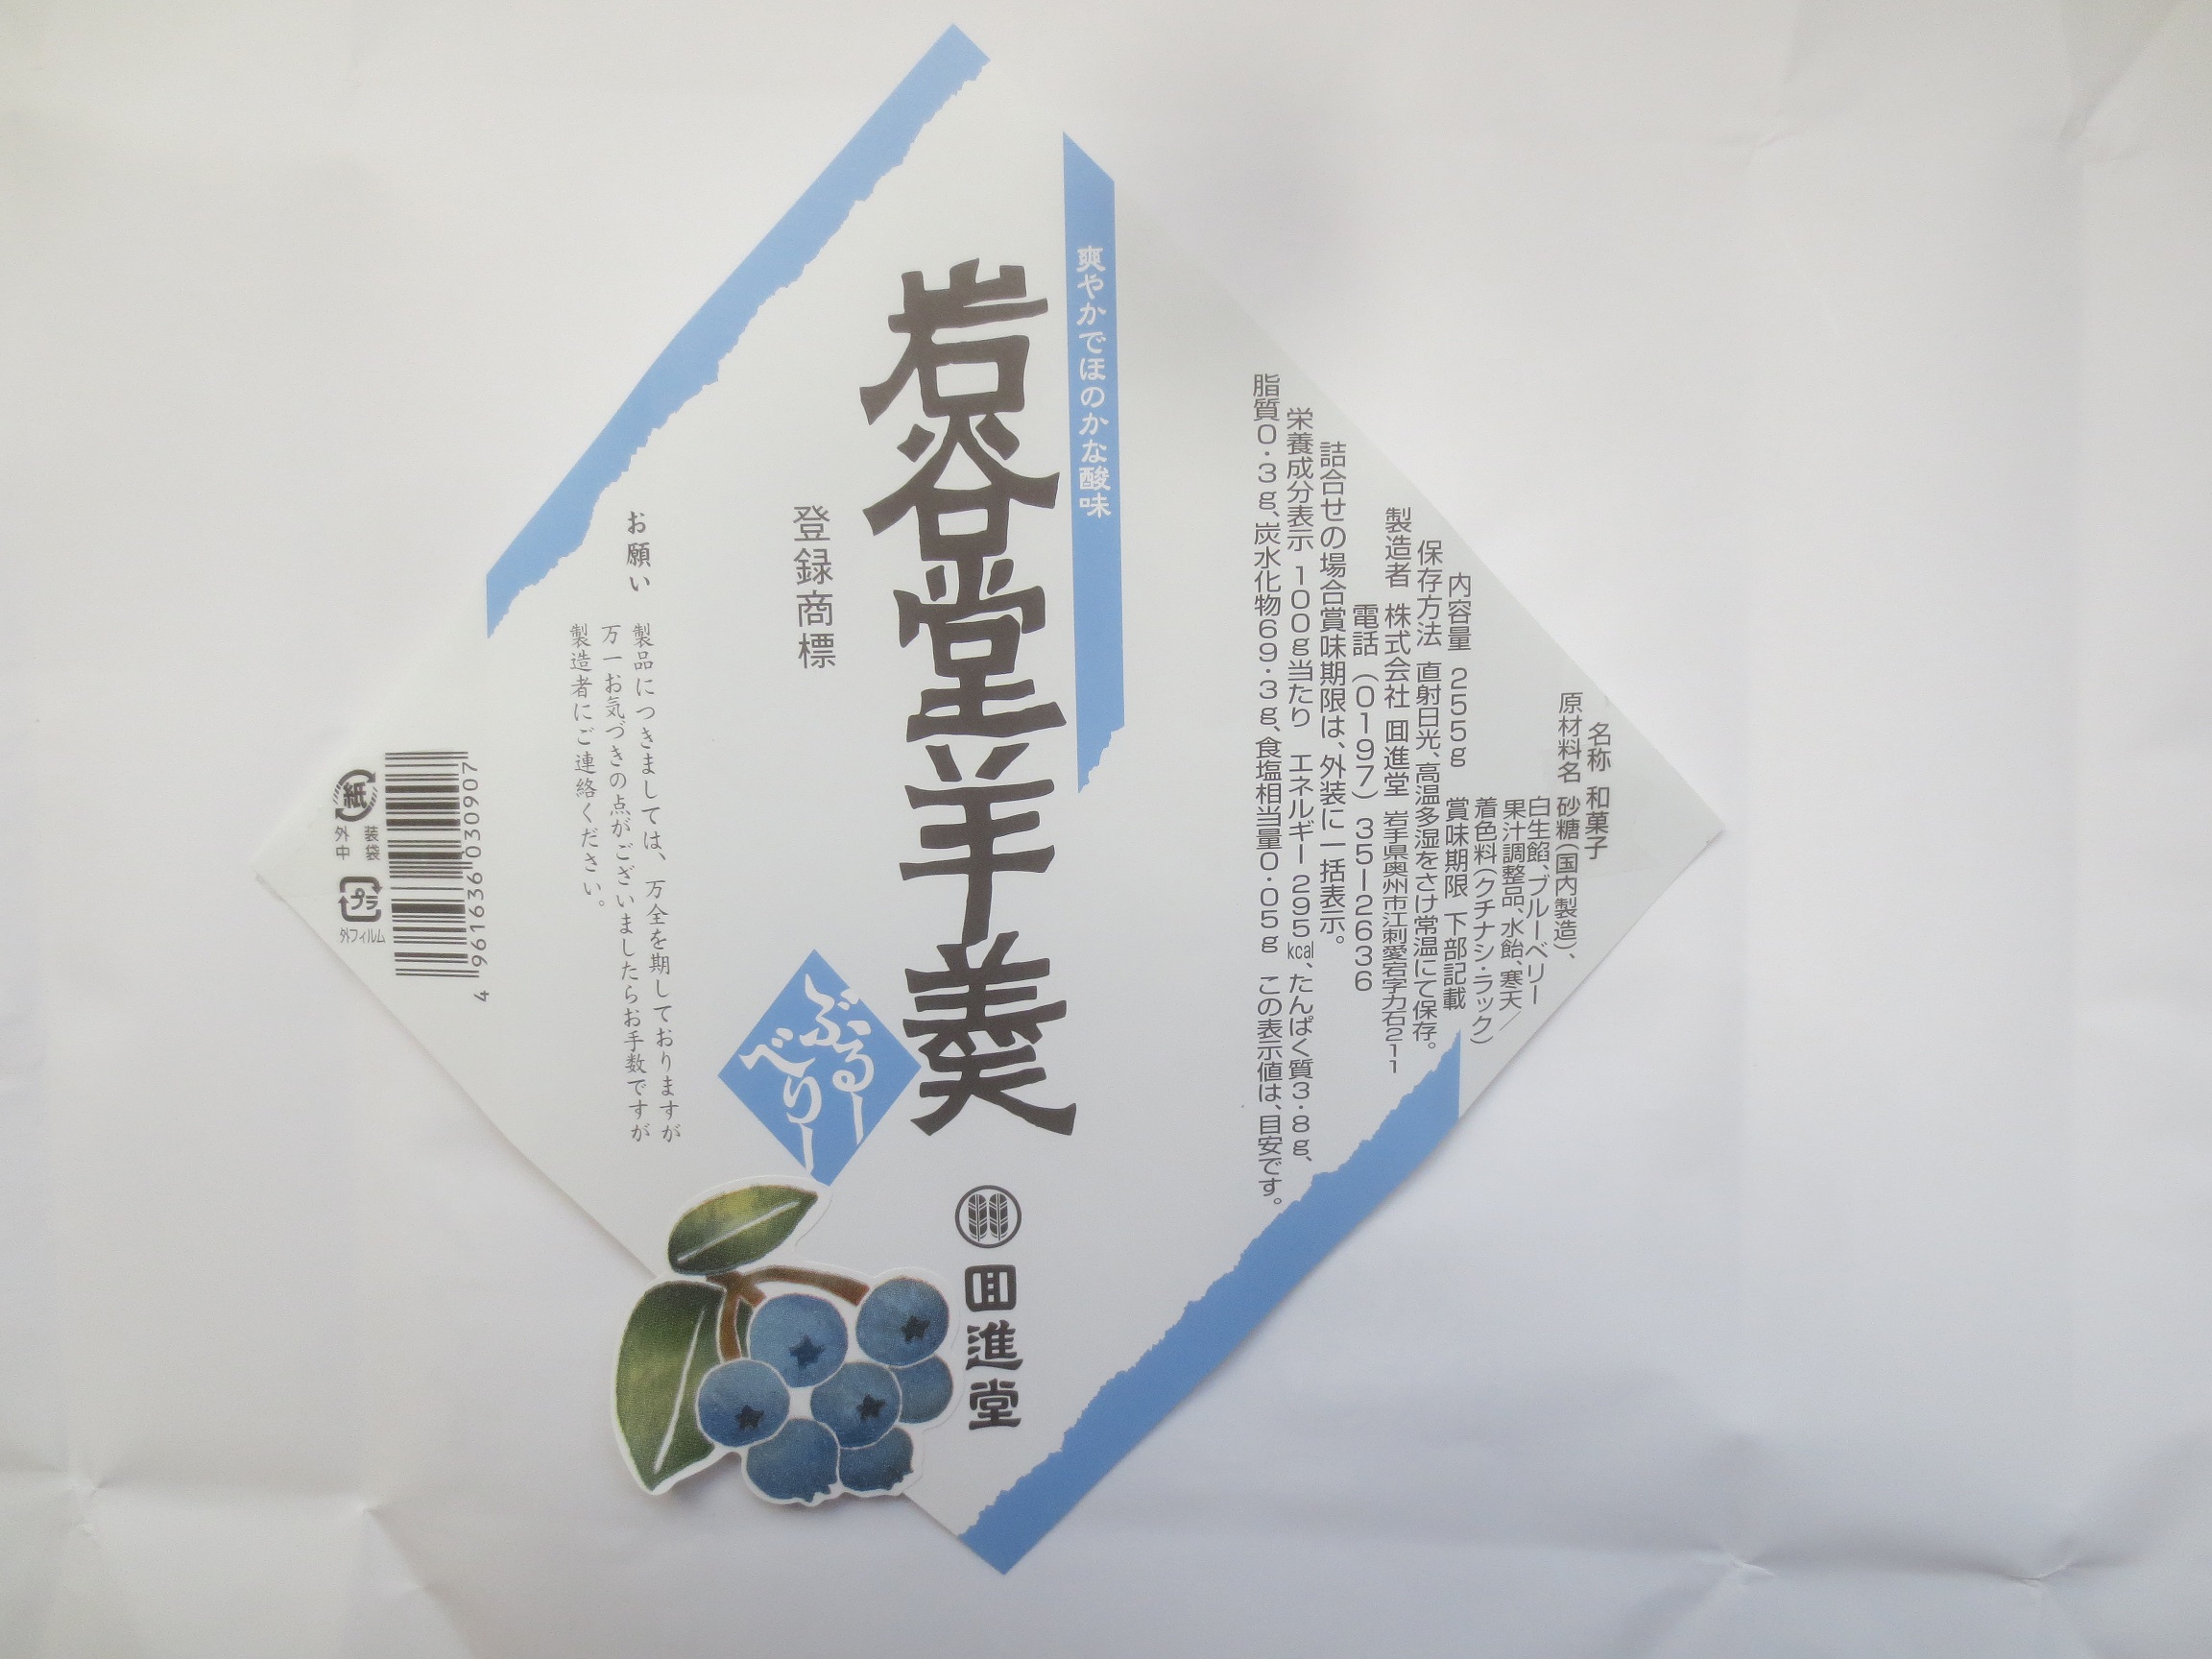 名称 和菓子
原材料名 砂糖(国内製造)、
白生餡、ブルーベリー
果汁調整品、水飴、寒天／
着色料(クチナシ・ラック)
内容量 255g
賞味期限 下部記載
保存方法 直射日光、高温多湿をさけ常温にて保存。
製造者 株式会社 回進堂 岩手県奥州市江刺愛宕字力石211
電話 (0197) 35-2636
詰合せの場合賞味期限は、外装に一括表示。
栄養成分表示 100g当たり エネルギー295kcal、たんぱく質3・8g、
脂質0・3g、炭水化物69・3g、食塩相当量0・05g この表示値は、目安です。
爽やかでほのかな酸味
岩谷堂羊羹
回進堂
登録商標
ぶるー
べりー
お願い
製品につきましては、万全を期しておりますが
万一お気づきの点がございましたらお手数ですが
製造者にご連絡ください。
4 961636 030907
紙
外装
中袋
プラ
外フィルム